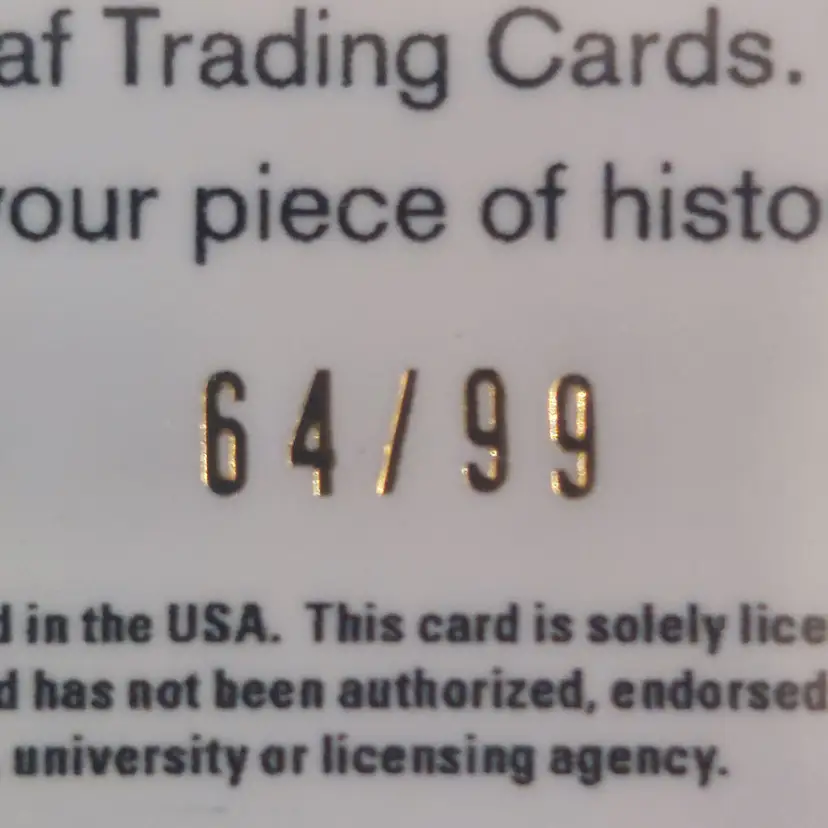 af Trading Cards.
your piece of histo
64/99
d in the USA. This card is solely lice
d has not been authorized, endorsed
university or licensing agency.